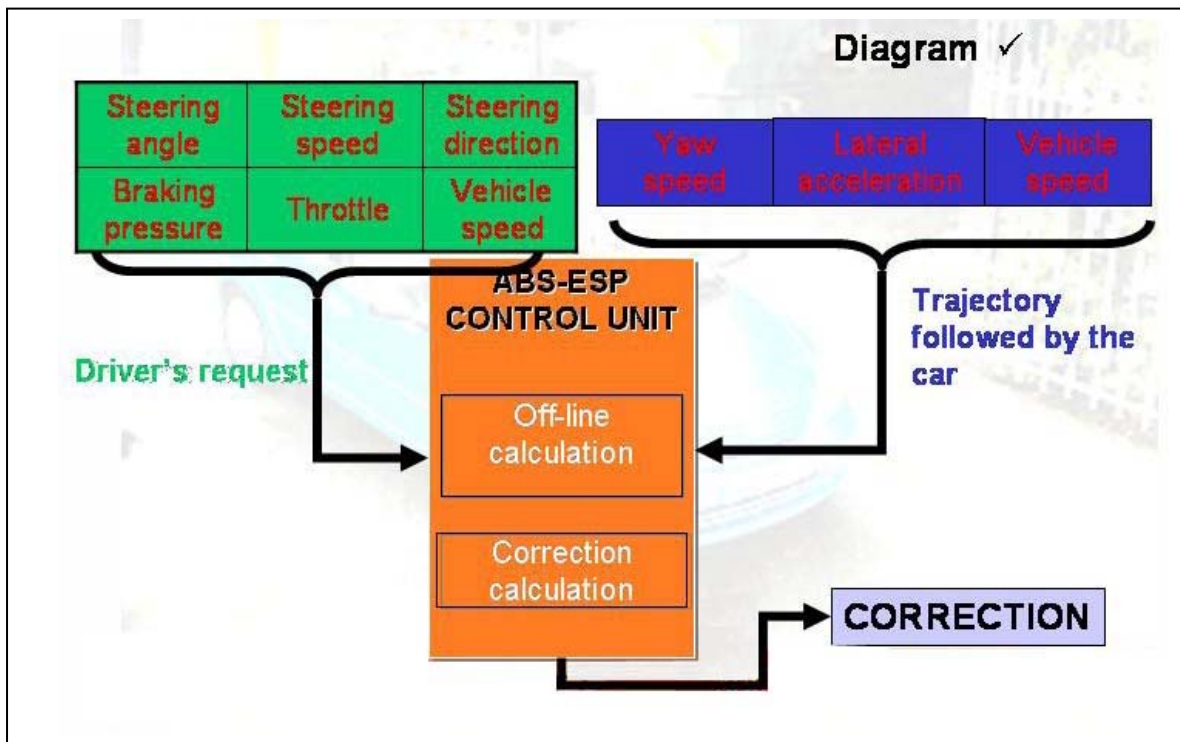 Diagram ✓
Steering
angle
Steering
speed
Steering
direction
Braking
pressure
Throttle
Vehicle
speed
Yaw
speed
Lateral
acceleration
Vehicle
speed
ABS-ESP
CONTROL UNIT
Driver's request
Trajectory
followed by the
car
Off-line
calculation
Correction
calculation
CORRECTION